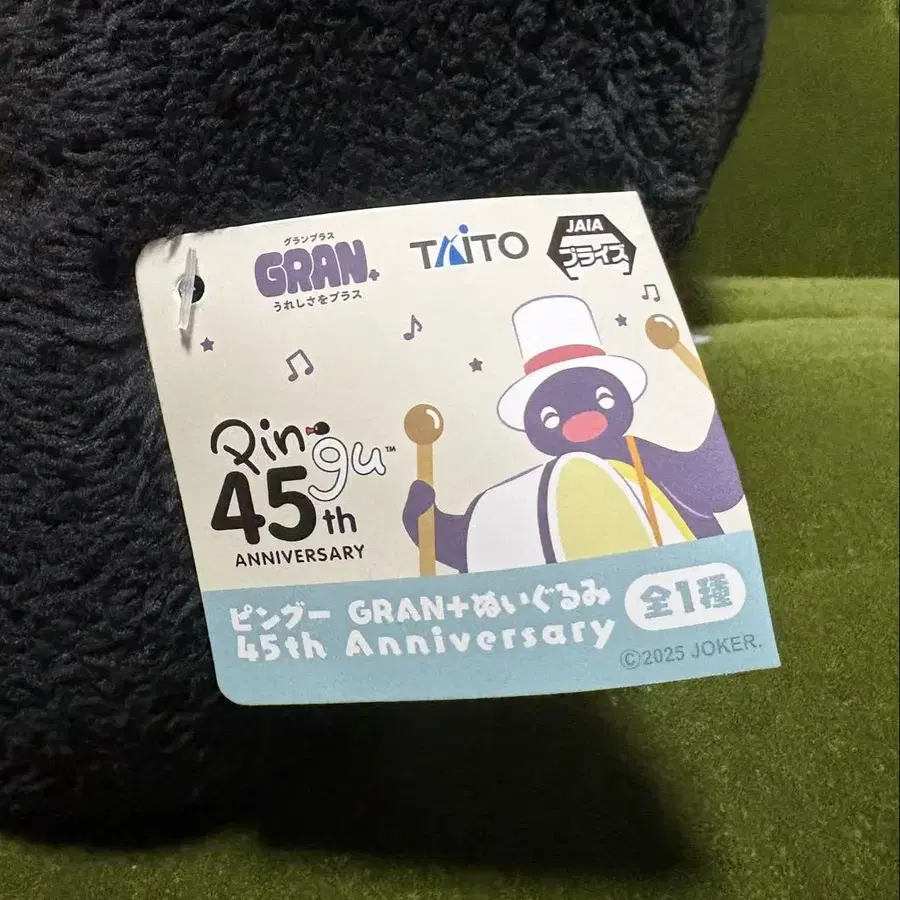 グランプラス
GRAN+
うれしさをプラス
TAITO
JAIA
プライズ
Pingu™
45th
ANNIVERSARY
ピングー GRAN+ぬいぐるみ
45th Anniversary
全1種
©2025 JOKER.